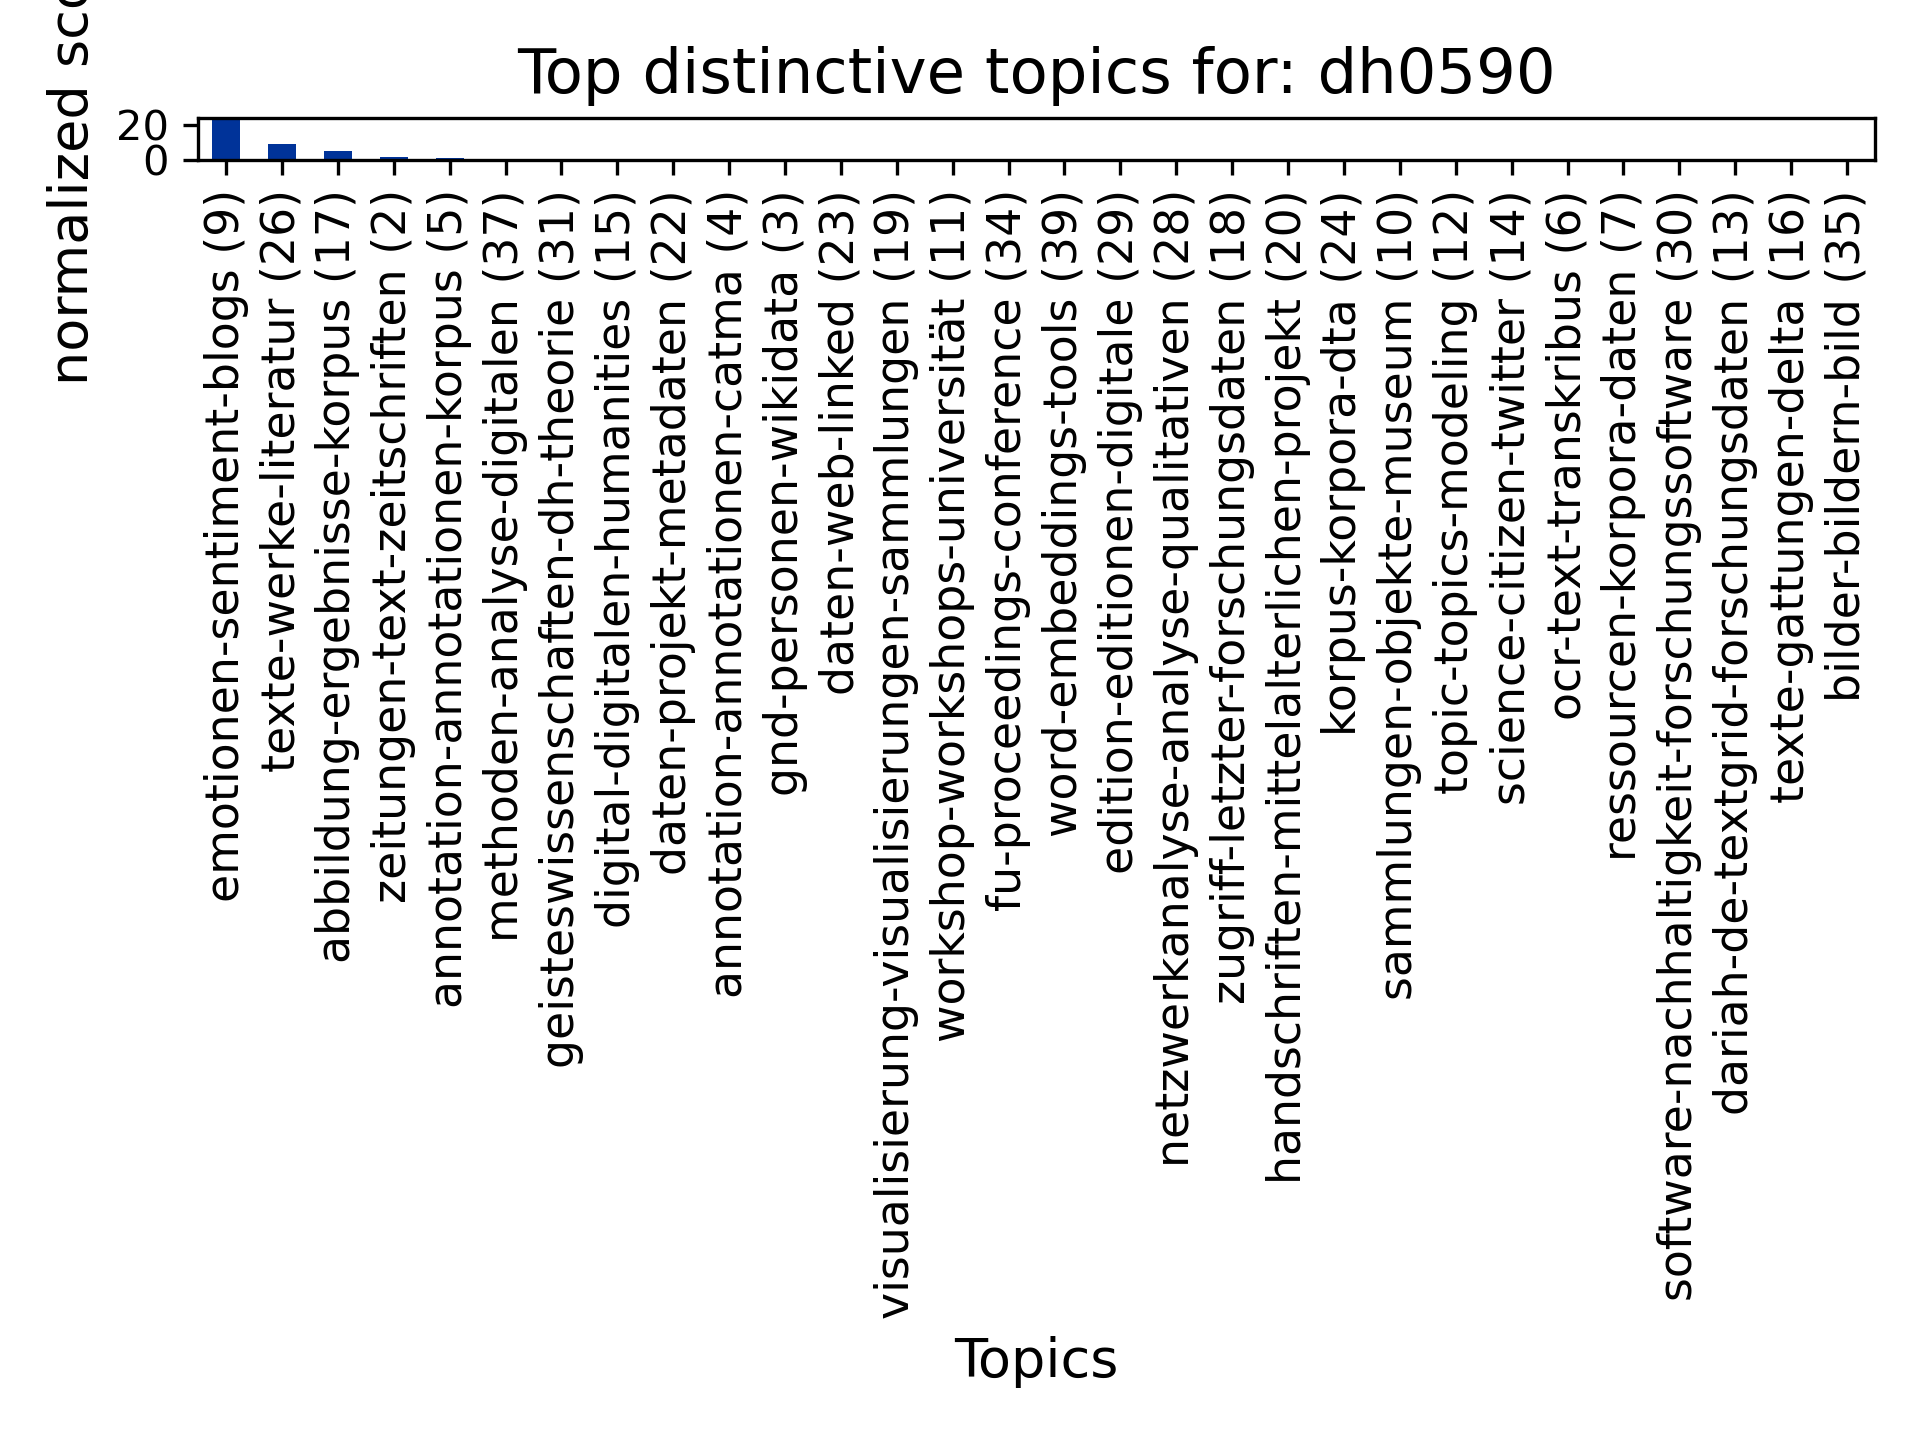 Top distinctive topics for: dh0590
normalized sco
20
0
emotionen-sentiment-blogs (9)
texte-werke-literatur (26)
abbildung-ergebnisse-korpus (17)
zeitungen-text-zeitschriften (2)
annotation-annotationen-korpus (5)
methoden-analyse-digitalen (37)
geisteswissenschaften-dh-theorie (31)
digital-digitalen-humanities (15)
daten-projekt-metadaten (22)
annotation-annotationen-catma (4)
gnd-personen-wikidata (3)
daten-web-linked (23)
visualisierung-visualisierungen-sammlungen (19)
workshop-workshops-universität (11)
fu-proceedings-conference (34)
word-embeddings-tools (39)
edition-editionen-digitale (29)
netzwerkanalyse-analyse-qualitativen (28)
zugriff-letzter-forschungsdaten (18)
handschriften-mittelalterlichen-projekt (20)
korpus-korpora-dta (24)
sammlungen-objekte-museum (10)
topic-topics-modeling (12)
science-citizen-twitter (14)
ocr-text-transkribus (6)
ressourcen-korpora-daten (7)
software-nachhaltigkeit-forschungssoftware (30)
dariah-de-textgrid-forschungsdaten (13)
texte-gattungen-delta (16)
bilder-bildern-bild (35)
Topics